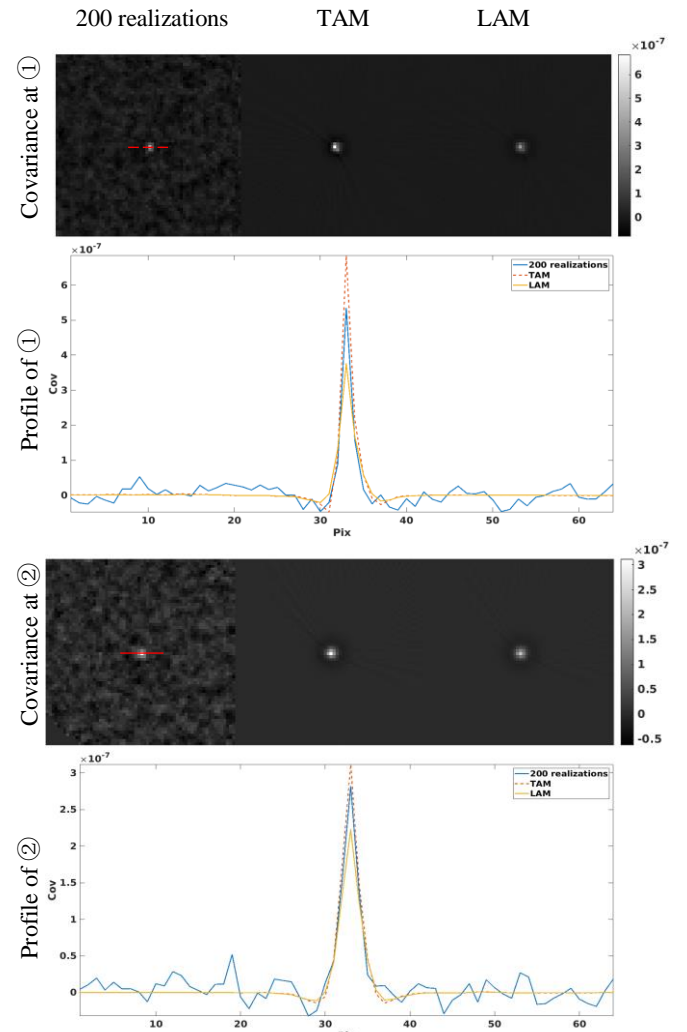 200 realizations TAM LAM
Covariance at ①
×10⁻⁷
6
5
4
3
2
1
0
Profile of ①
×10⁻⁷
6
5
4
3
2
1
0
Cov
200 realizations
TAM
LAM
10 20 30 40 50 60
Pix
Covariance at ②
×10⁻⁷
3
2.5
2
1.5
1
0.5
0
-0.5
Profile of ②
×10⁻⁷
3
2.5
2
1.5
1
0.5
0
Cov
200 realizations
TAM
LAM
10 20 30 40 50 60